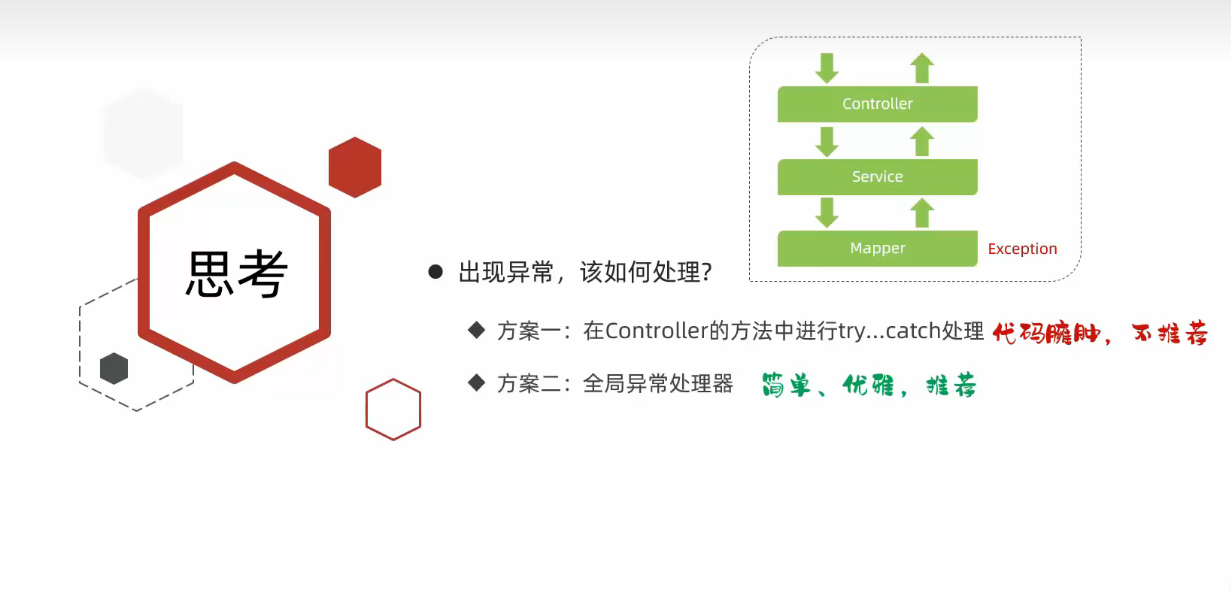 Controller
Service
Mapper
Exception
思考
出现异常，该如何处理?
方案一：在Controller的方法中进行try...catch处理 代码臃肿，不推荐
方案二：全局异常处理器 简单、优雅，推荐